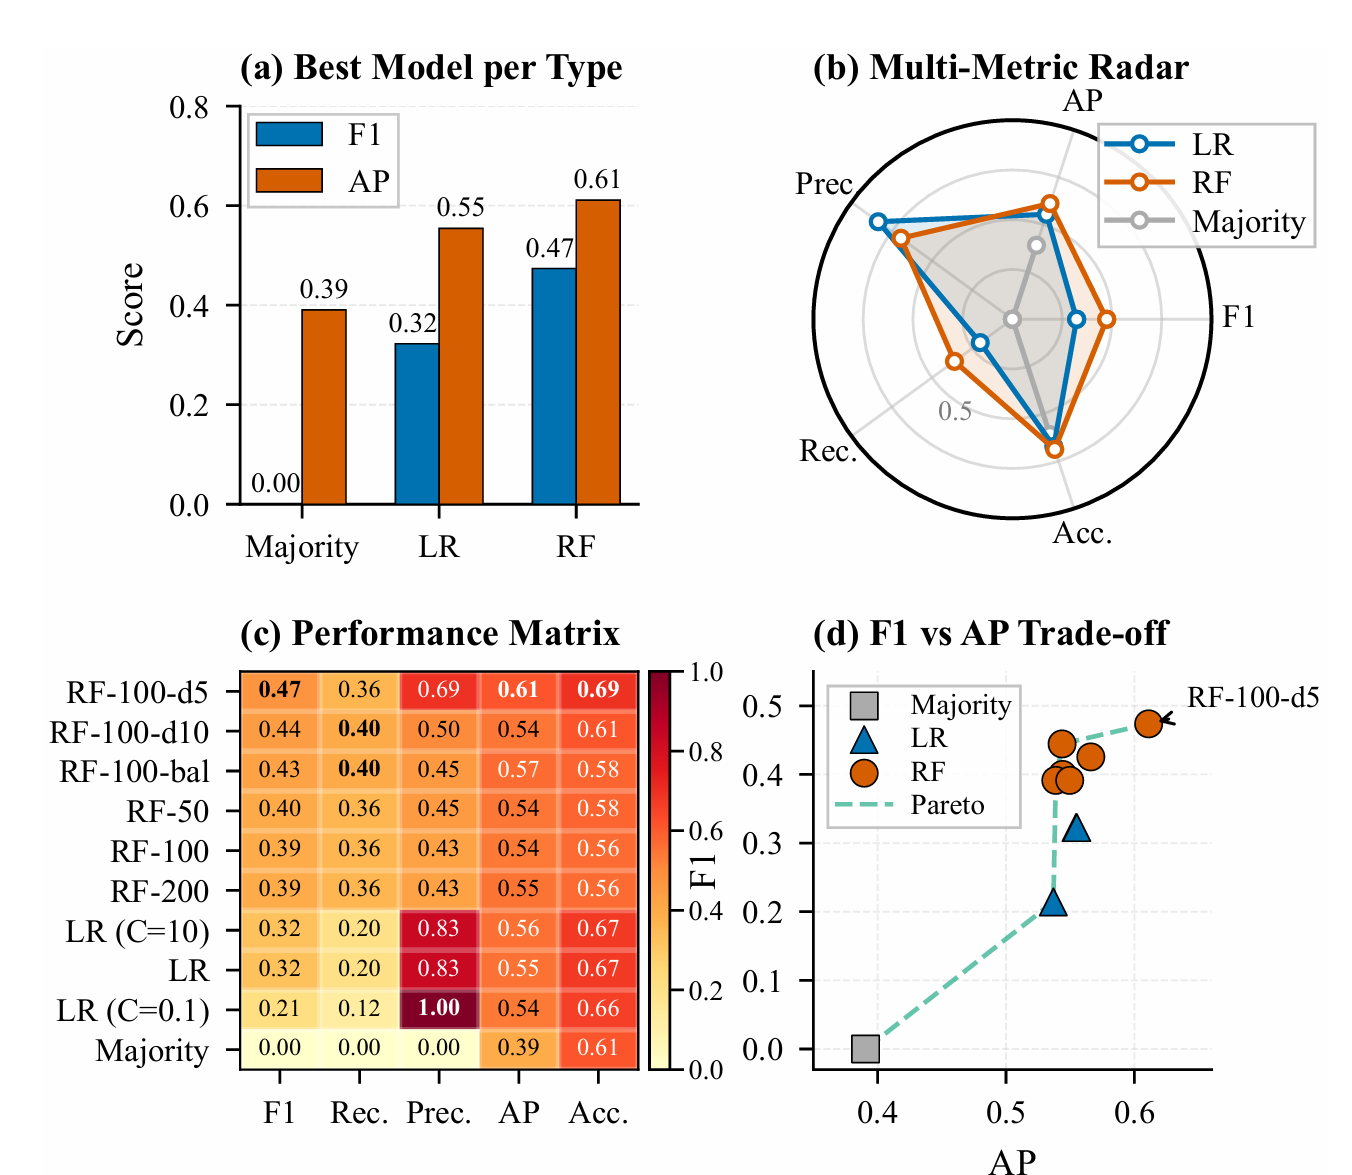 (a) Best Model per Type
0.8
0.6
0.4
0.2
0.0
Score
F1
AP
0.00
0.39
0.32
0.55
0.47
0.61
Majority
LR
RF
(b) Multi-Metric Radar
AP
Prec.
F1
Rec.
Acc.
0.5
LR
RF
Majority
(c) Performance Matrix
RF-100-d5 0.47 0.36 0.69 0.61 0.69
RF-100-d10 0.44 0.40 0.50 0.54 0.61
RF-100-bal 0.43 0.40 0.45 0.57 0.58
RF-50 0.40 0.36 0.45 0.54 0.58
RF-100 0.39 0.36 0.43 0.54 0.56
RF-200 0.39 0.36 0.43 0.55 0.56
LR (C=10) 0.32 0.20 0.83 0.56 0.67
LR 0.32 0.20 0.83 0.55 0.67
LR (C=0.1) 0.21 0.12 1.00 0.54 0.66
Majority 0.00 0.00 0.00 0.39 0.61
F1 Rec. Prec. AP Acc.
1.0
0.8
0.6
0.4
0.2
0.0
F1
(d) F1 vs AP Trade-off
0.5
0.4
0.3
0.2
0.1
0.0
Majority
LR
RF
Pareto
RF-100-d5
0.4 0.5 0.6
AP